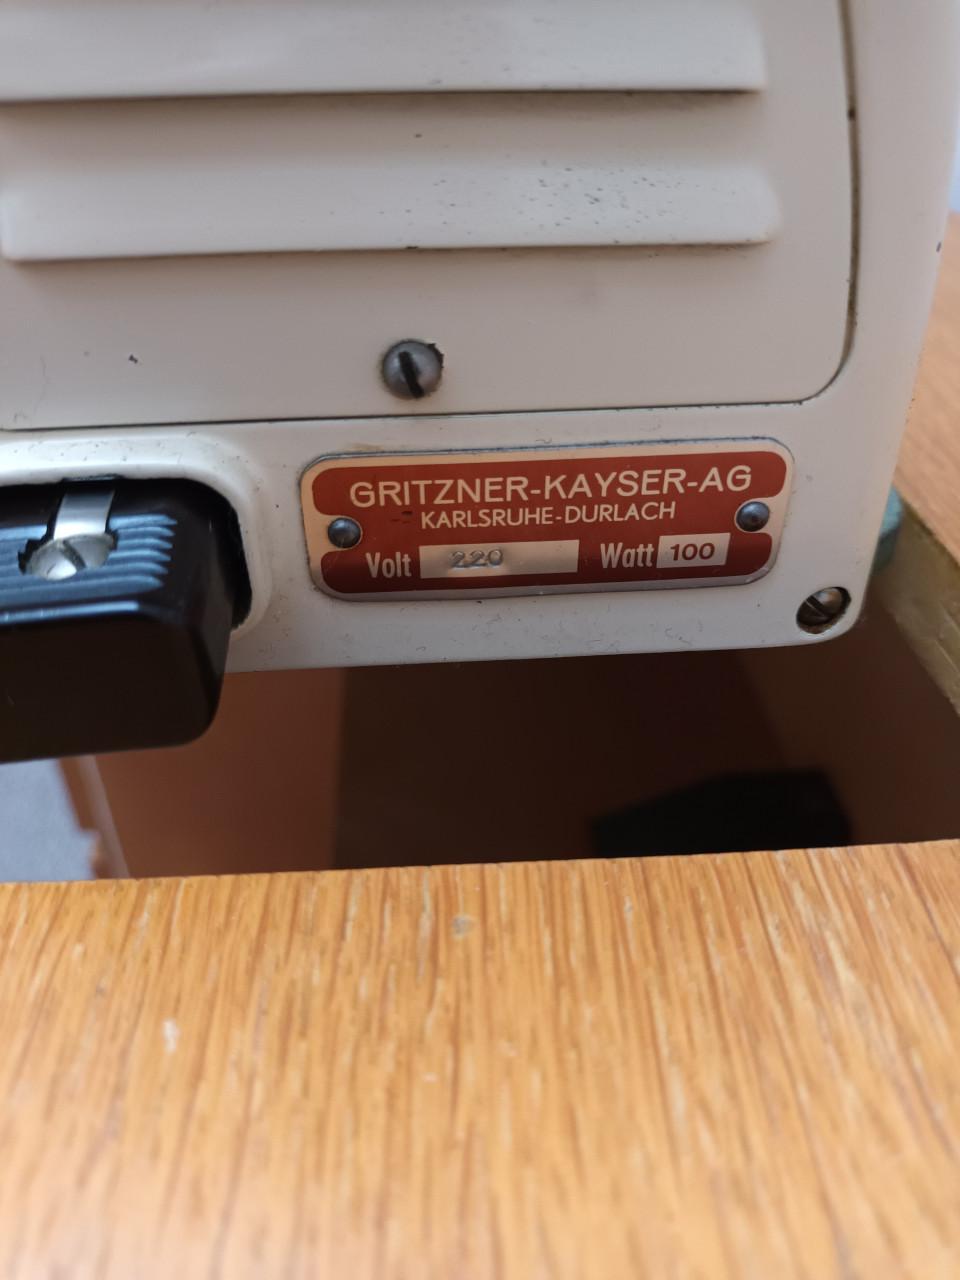 GRITZNER-KAYSER-AG
KARLSRUHE-DURLACH
Volt 220 Watt 100